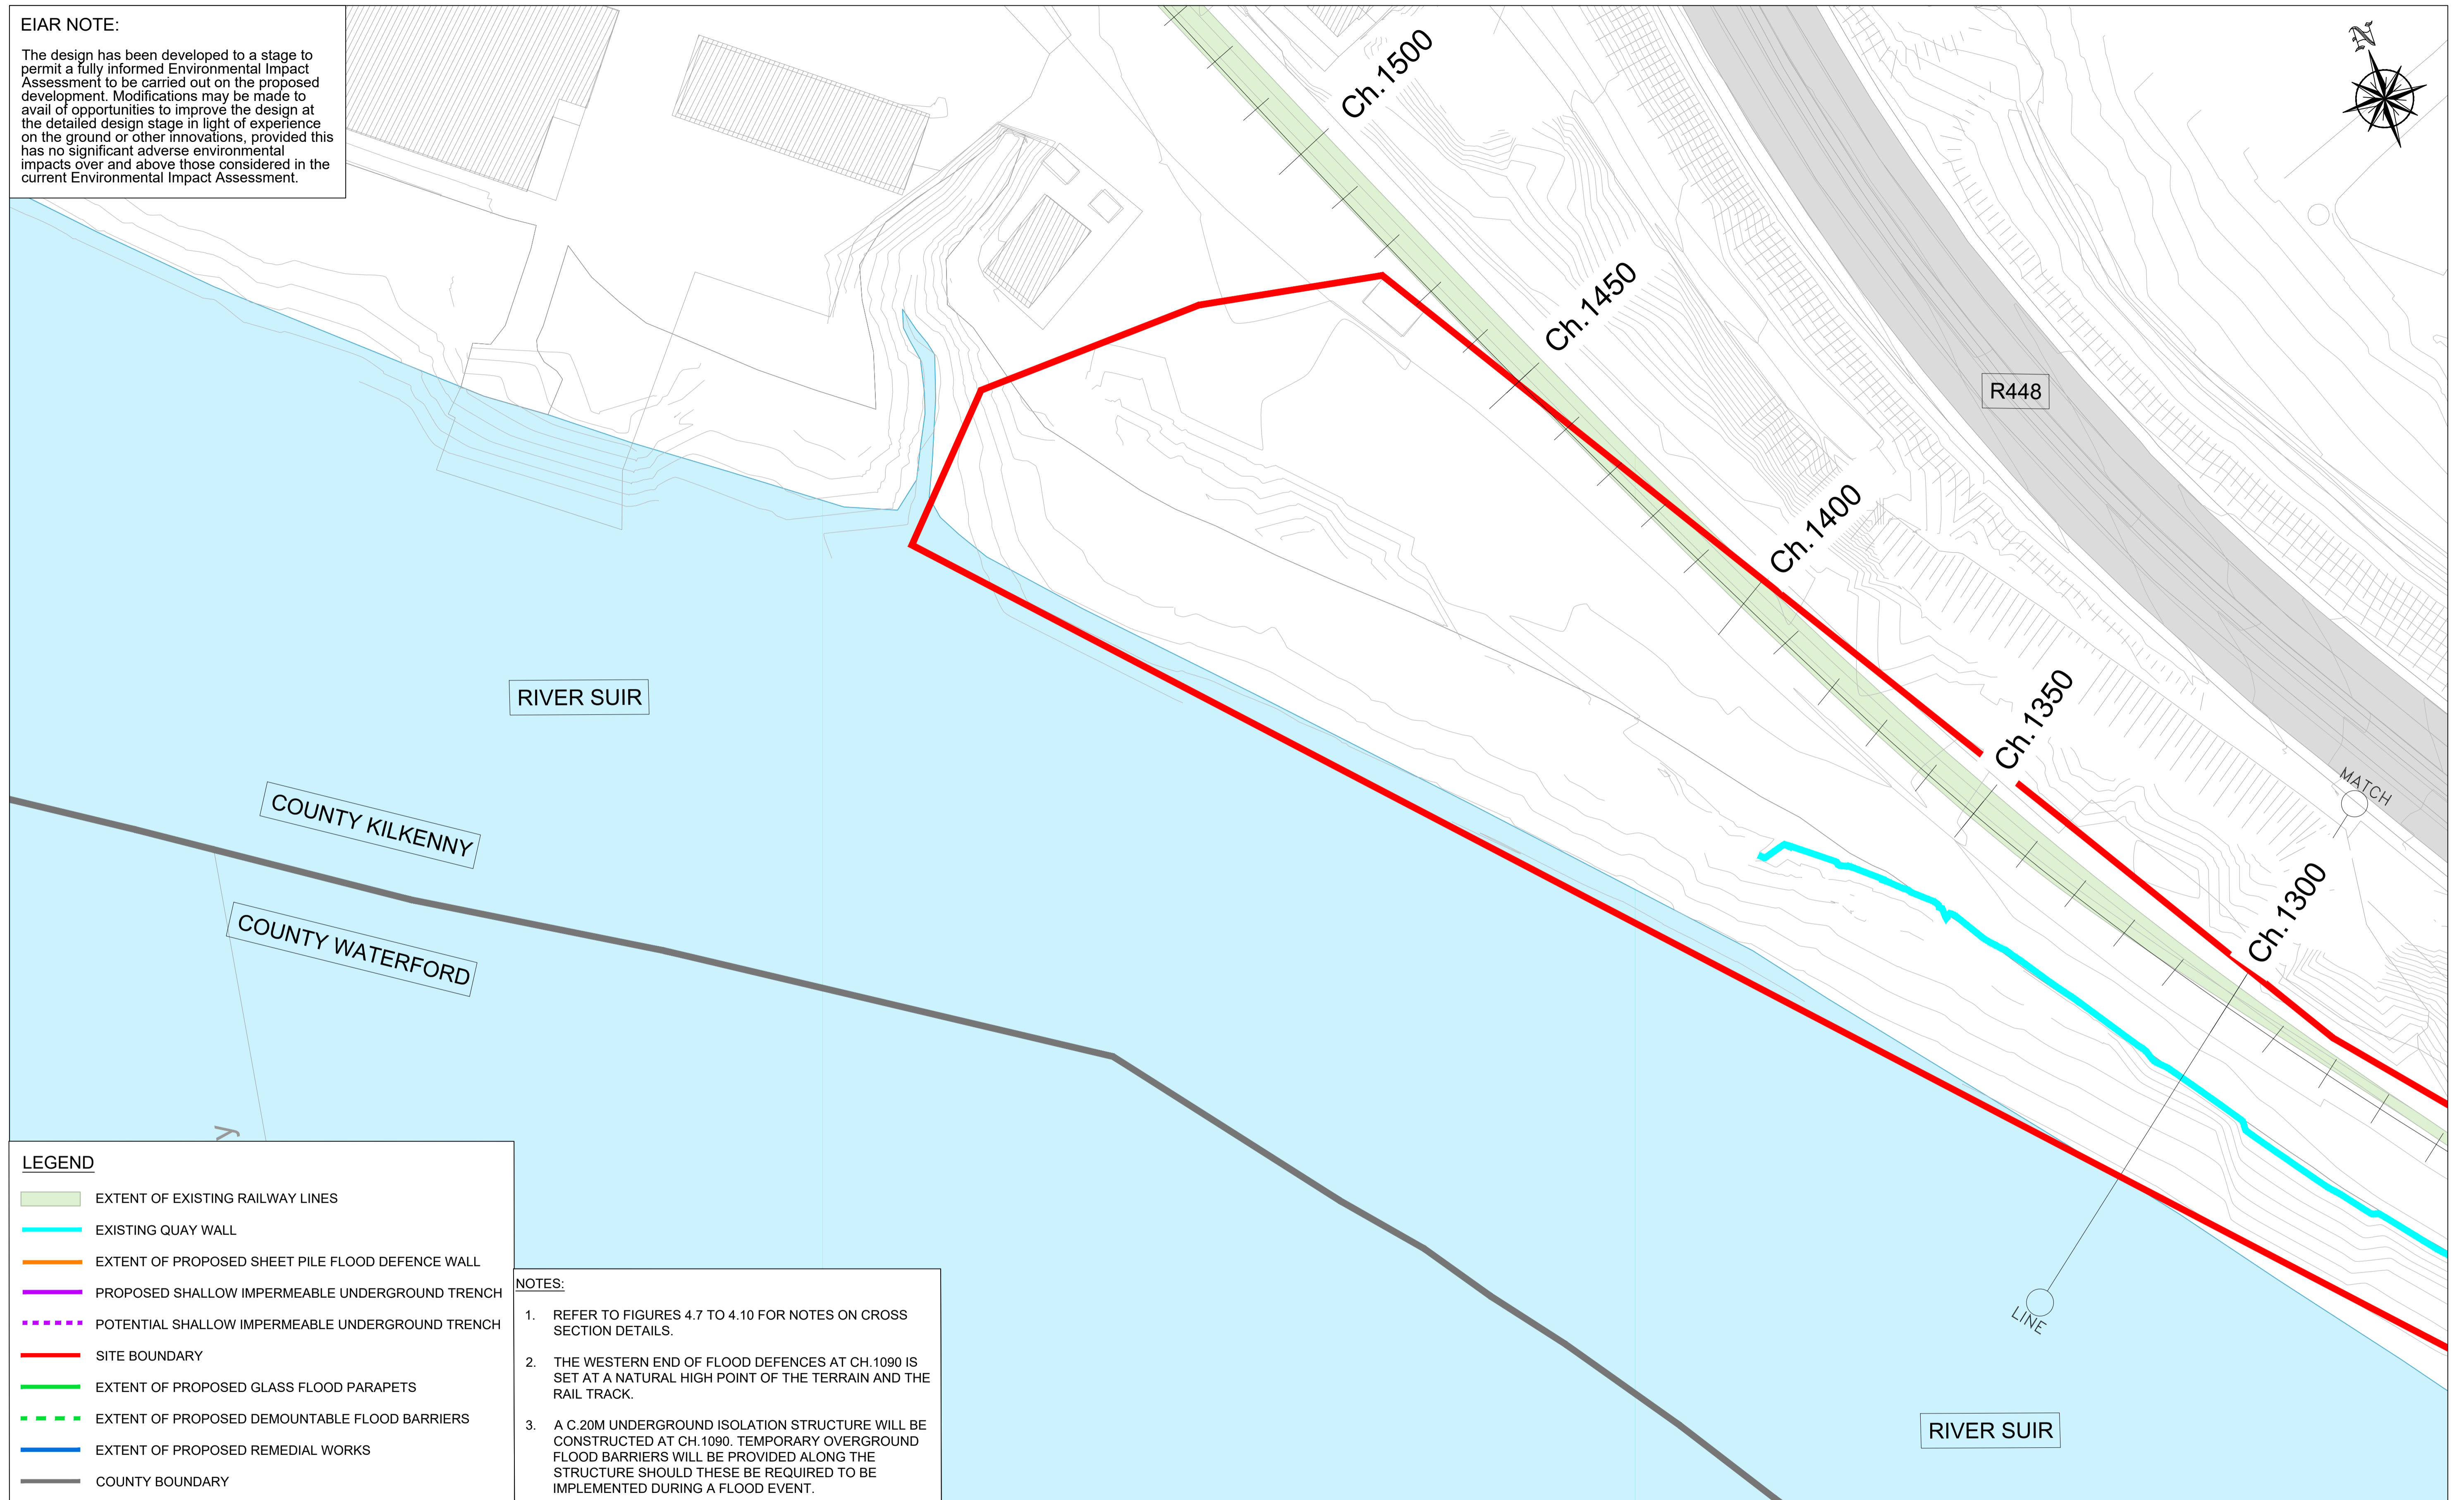 EIAR NOTE:
The design has been developed to a stage to
permit a fully informed Environmental Impact
Assessment to be carried out on the proposed
development. Modifications may be made to
avail of opportunities to improve the design at
the detailed design stage in light of experience
on the ground or other innovations, provided this
has no significant adverse environmental
impacts over and above those considered in the
current Environmental Impact Assessment.
N
Ch.1500
Ch.1450
R448
Ch.1400
Ch.1350
MATCH
Ch.1300
LINE
RIVER SUIR
COUNTY KILKENNY
COUNTY WATERFORD
y
RIVER SUIR
LEGEND
EXTENT OF EXISTING RAILWAY LINES
EXISTING QUAY WALL
EXTENT OF PROPOSED SHEET PILE FLOOD DEFENCE WALL
PROPOSED SHALLOW IMPERMEABLE UNDERGROUND TRENCH
POTENTIAL SHALLOW IMPERMEABLE UNDERGROUND TRENCH
SITE BOUNDARY
EXTENT OF PROPOSED GLASS FLOOD PARAPETS
EXTENT OF PROPOSED DEMOUNTABLE FLOOD BARRIERS
EXTENT OF PROPOSED REMEDIAL WORKS
COUNTY BOUNDARY
NOTES:
1. REFER TO FIGURES 4.7 TO 4.10 FOR NOTES ON CROSS
SECTION DETAILS.
2. THE WESTERN END OF FLOOD DEFENCES AT CH.1090 IS
SET AT A NATURAL HIGH POINT OF THE TERRAIN AND THE
RAIL TRACK.
3. A C.20M UNDERGROUND ISOLATION STRUCTURE WILL BE
CONSTRUCTED AT CH.1090. TEMPORARY OVERGROUND
FLOOD BARRIERS WILL BE PROVIDED ALONG THE
STRUCTURE SHOULD THESE BE REQUIRED TO BE
IMPLEMENTED DURING A FLOOD EVENT.